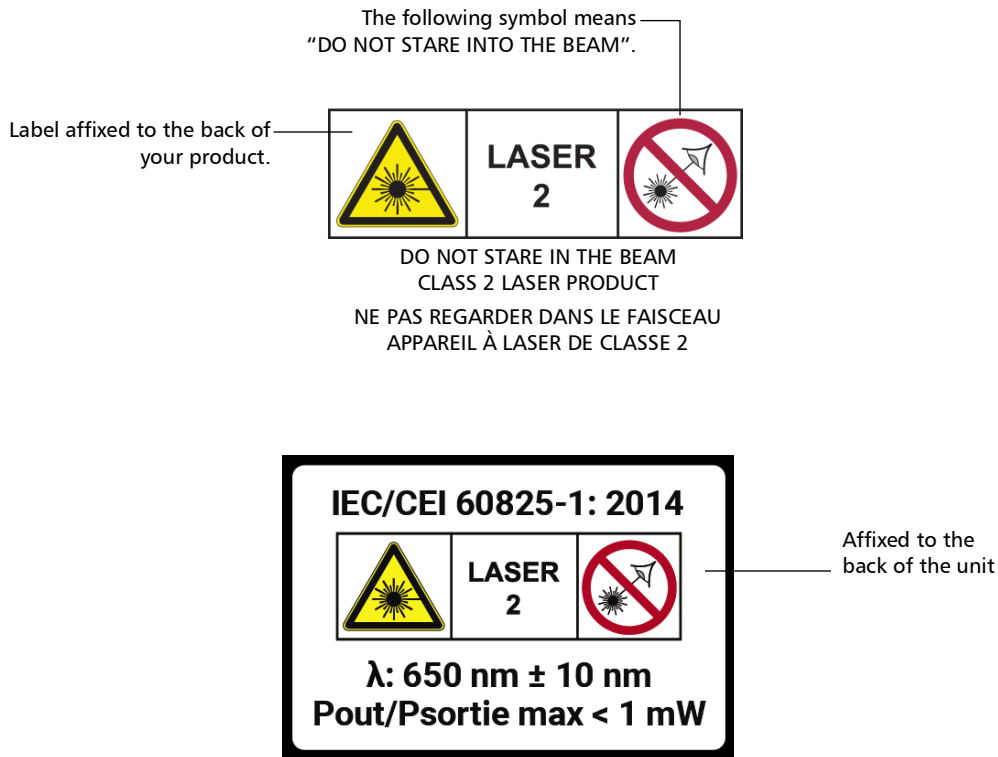 The following symbol means
“DO NOT STARE INTO THE BEAM”.
Label affixed to the back of
your product.
LASER
2
DO NOT STARE IN THE BEAM
CLASS 2 LASER PRODUCT
NE PAS REGARDER DANS LE FAISCEAU
APPAREIL À LASER DE CLASSE 2
IEC/CEI 60825-1: 2014
LASER
2
λ: 650 nm ± 10 nm
Pout/Psortie max < 1 mW
Affixed to the
back of the unit